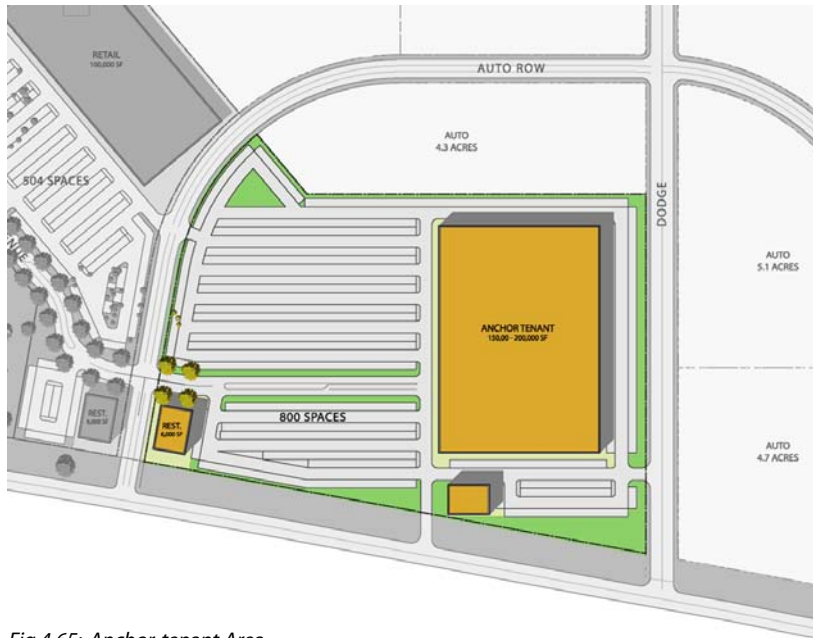 RETAIL
100,000 SF
AUTO ROW
AUTO
4.3 ACRES
504 SPACES
DODGE
AUTO
5.1 ACRES
ANCHOR TENANT
150,00 - 200,000 SF
REST.
6,000 SF
REST.
6,000 SF
800 SPACES
AUTO
4.7 ACRES
Fig 4.65: Anchor tenant Area